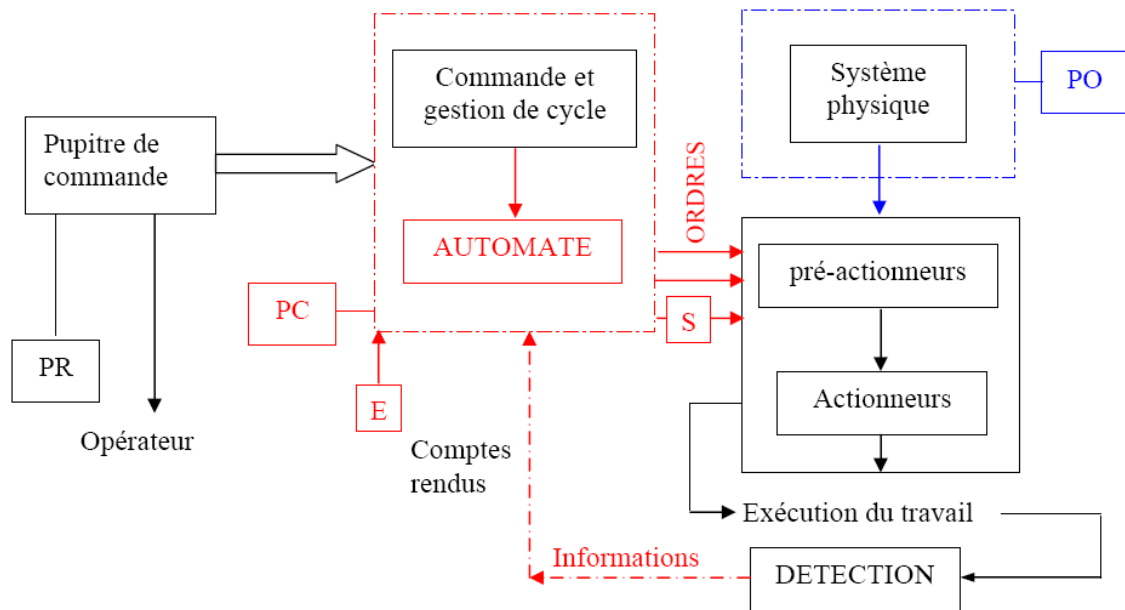 Pupitre de
commande
PR
Opérateur
Commande et
gestion de cycle
AUTOMATE
PC
E
ORDRES
S
Système
physique
PO
pré-actionneurs
Actionneurs
Comptes
rendus
Exécution du travail
Informations
DETECTION